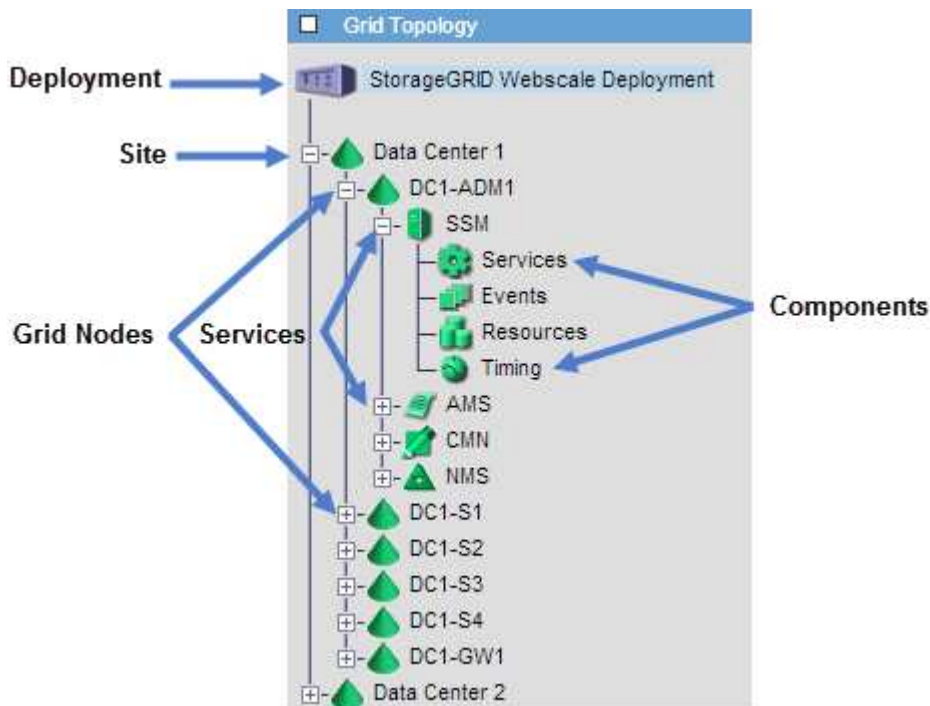 Grid Topology
Deployment
StorageGRID Webscale Deployment
Site
Data Center 1
DC1-ADM1
SSM
Services
Events
Components
Grid Nodes
Services
Resources
Timing
AMS
CMN
NMS
DC1-S1
DC1-S2
DC1-S3
DC1-S4
DC1-GW1
Data Center 2